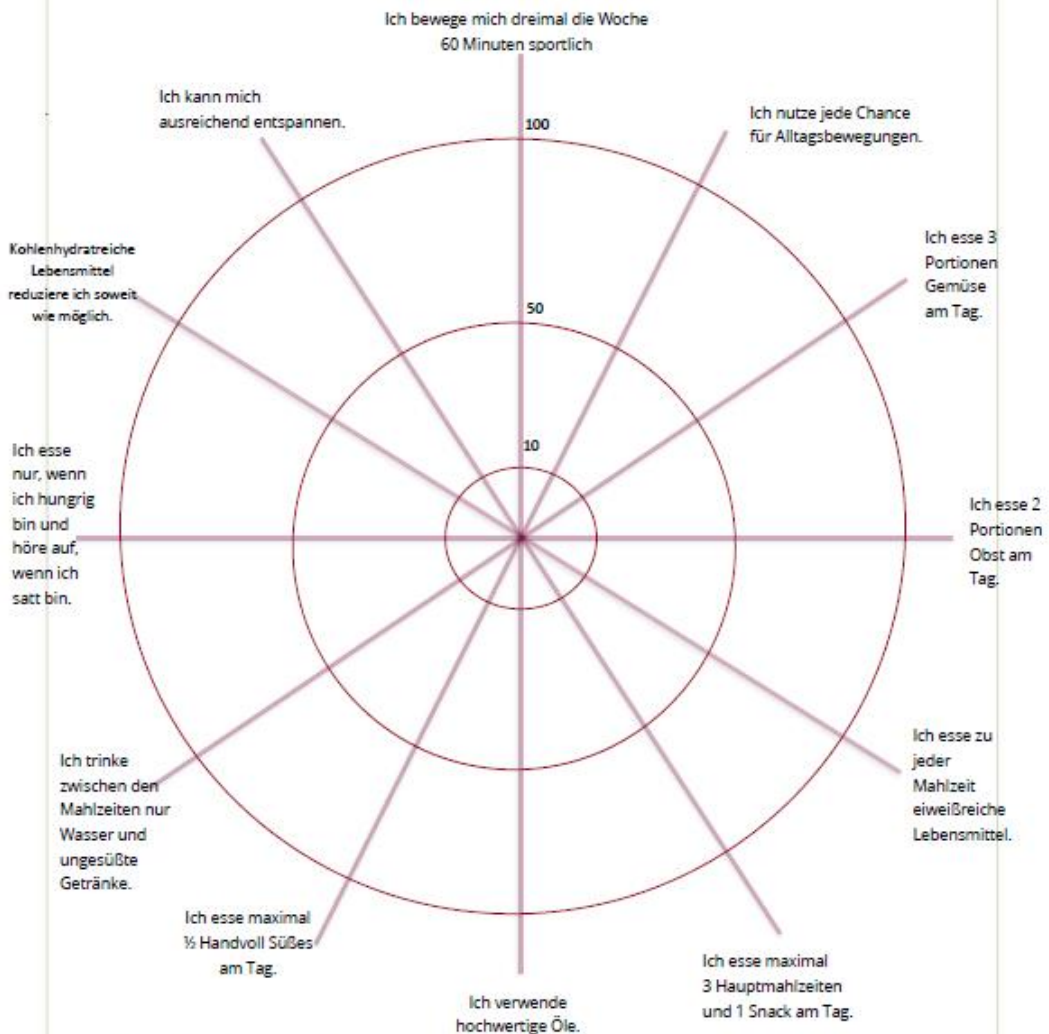 Ich bewege mich dreimal die Woche
60 Minuten sportlich
Ich kann mich
ausreichend entspannen.
Ich nutze jede Chance
für Alltagsbewegungen.
100
Kohlenhydratreiche
Lebensmittel
reduziere ich soweit
wie möglich.
Ich esse 3
Portionen
Gemüse
am Tag.
50
10
Ich esse
nur, wenn
ich hungrig
bin und
höre auf,
wenn ich
satt bin.
Ich esse 2
Portionen
Obst am
Tag.
Ich trinke
zwischen den
Mahlzeiten nur
Wasser und
ungesüßte
Getränke.
Ich esse zu
jeder
Mahlzeit
eiweißreiche
Lebensmittel.
Ich esse maximal
½ Handvoll Süßes
am Tag.
Ich verwende
hochwertige Öle.
Ich esse maximal
3 Hauptmahlzeiten
und 1 Snack am Tag.